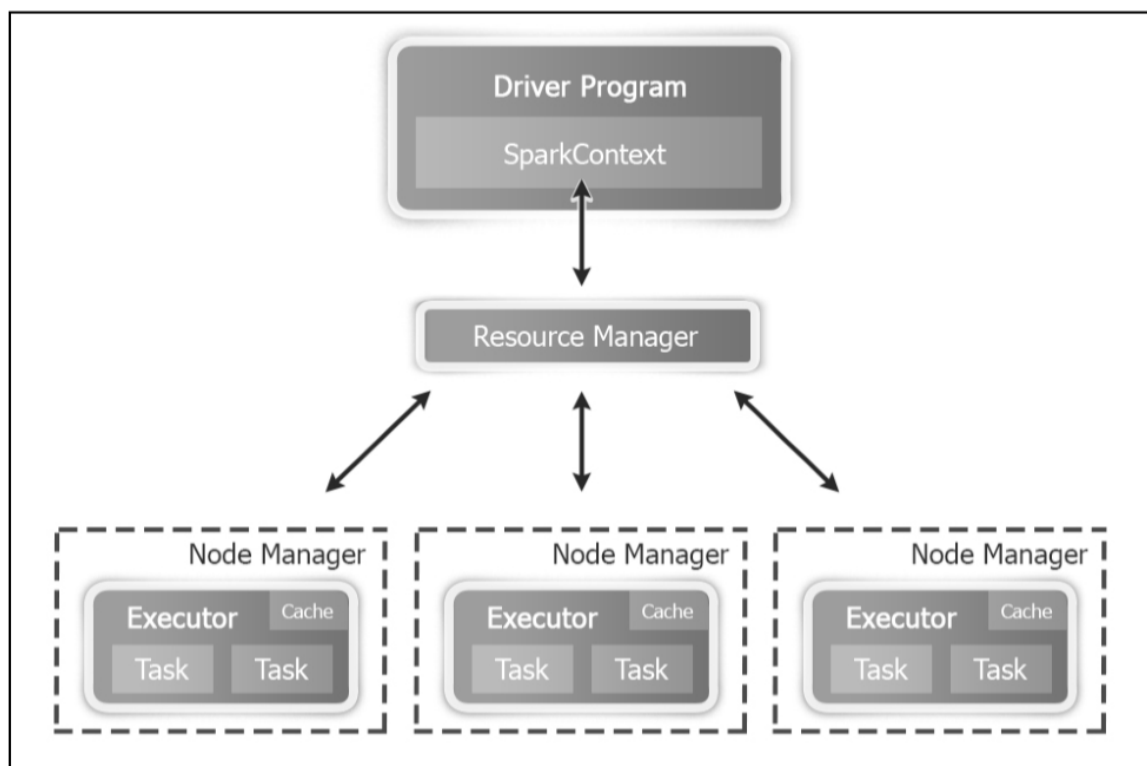 Driver Program
SparkContext
Resource Manager
Node Manager
Executor
Cache
Task
Task
Node Manager
Executor
Cache
Task
Task
Node Manager
Executor
Cache
Task
Task